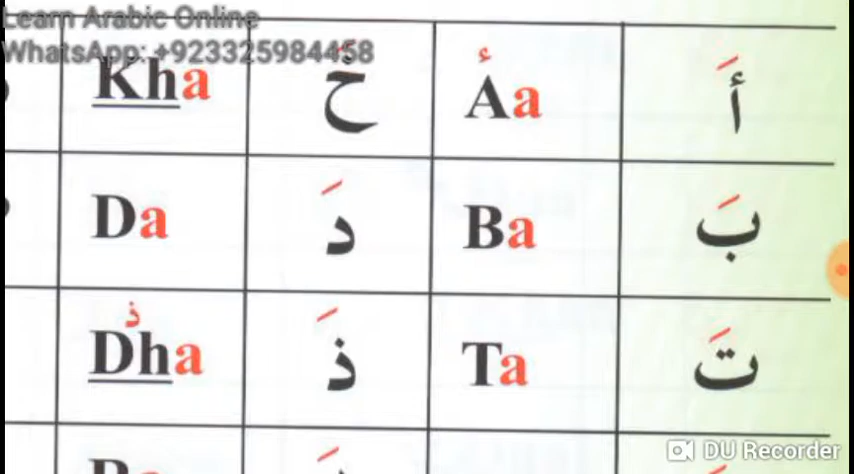 Learn Arabic Online
WhatsApp: +923325984458
Kha خَ Aa ء أَ
Da دَ Ba بَ
Dha ذ ذَ Ta تَ
DU Recorder